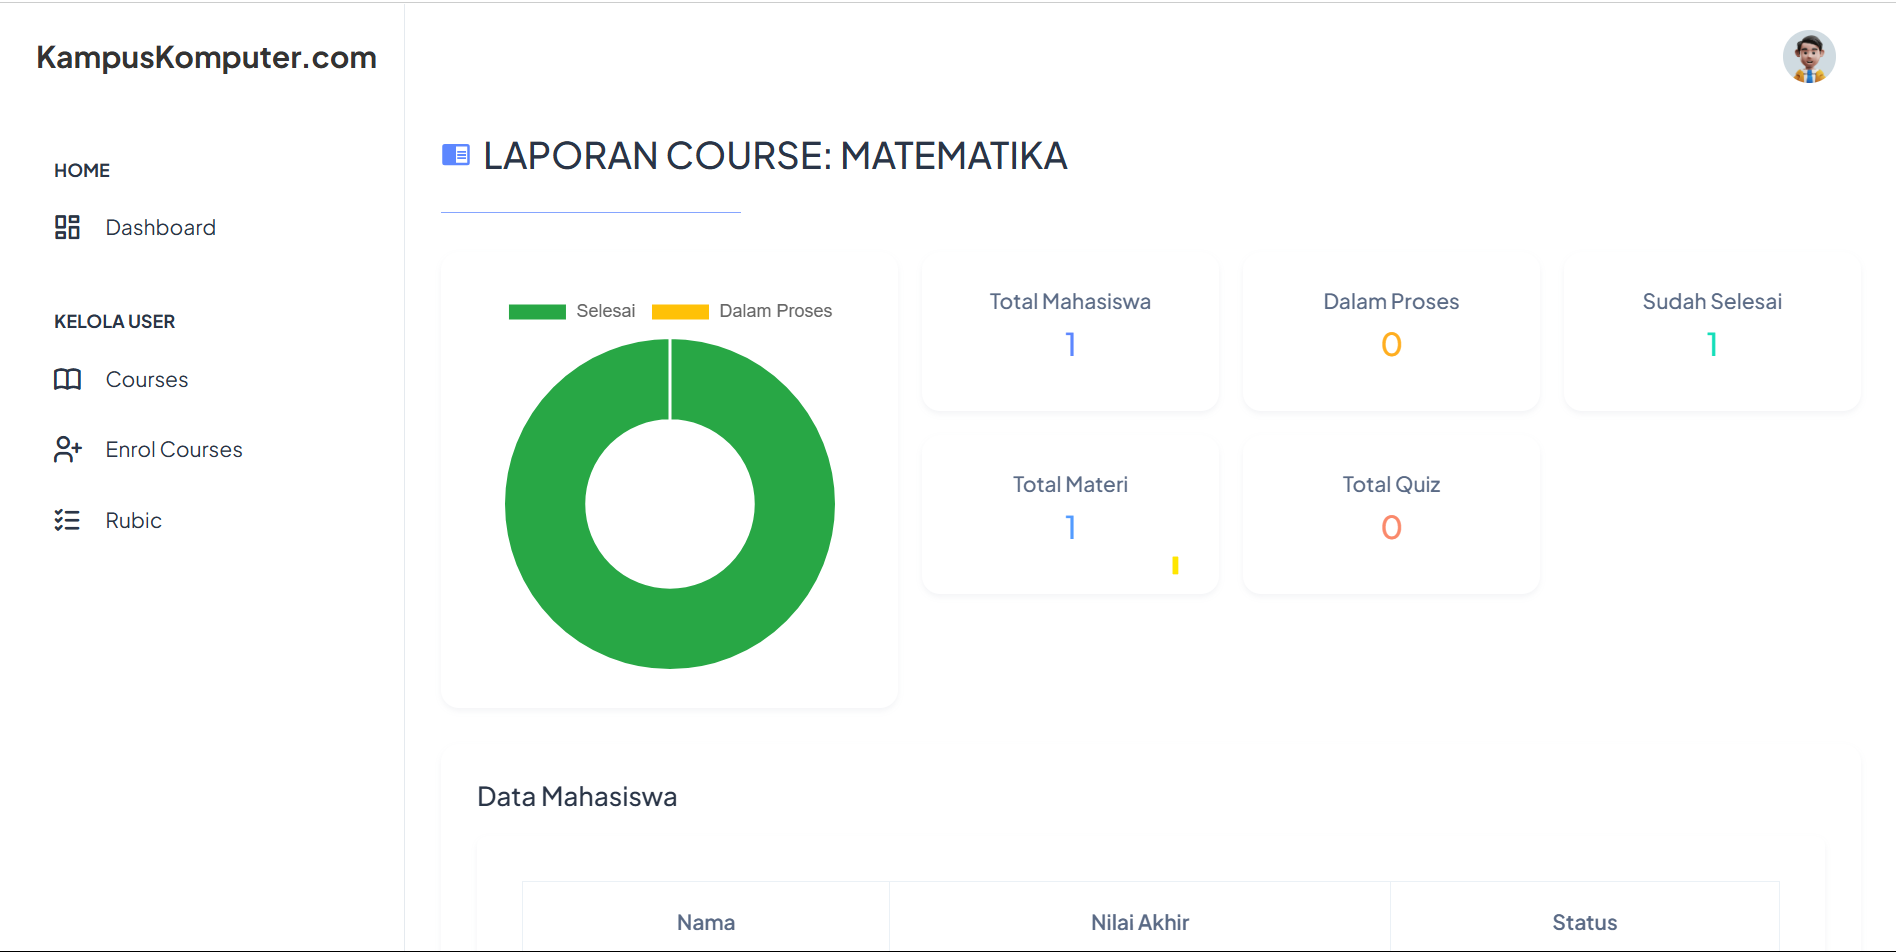 KampusKomputer.com
HOME
Dashboard
KELOLA USER
Courses
Enrol Courses
Rubic
LAPORAN COURSE: MATEMATIKA
Selesai
Dalam Proses
Total Mahasiswa
1
Dalam Proses
0
Sudah Selesai
1
Total Materi
1
Total Quiz
0
Data Mahasiswa
Nama
Nilai Akhir
Status